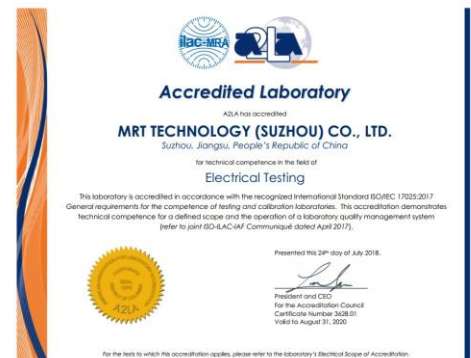 ilac-MRA
A2LA
Accredited Laboratory
A2LA has accredited
MRT TECHNOLOGY (SUZHOU) CO., LTD.
Suzhou, Jiangsu, People's Republic of China
for technical competence in the field of
Electrical Testing
This laboratory is accredited in accordance with the recognized International Standard ISO/IEC 17025:2017
General requirements for the competence of testing and calibration laboratories. This accreditation demonstrates
technical competence for a defined scope and the operation of a laboratory quality management system
(refer to joint ISO-ILAC-IAF Communiqué dated April 2017).
Presented this 24th day of July 2018.
President and CEO
For the Accreditation Council
Certificate Number 3628.01
Valid to August 31, 2020
SEAL
A2LA
For the tests to which this accreditation applies, please refer to the laboratory's Electrical Scope of Accreditation.